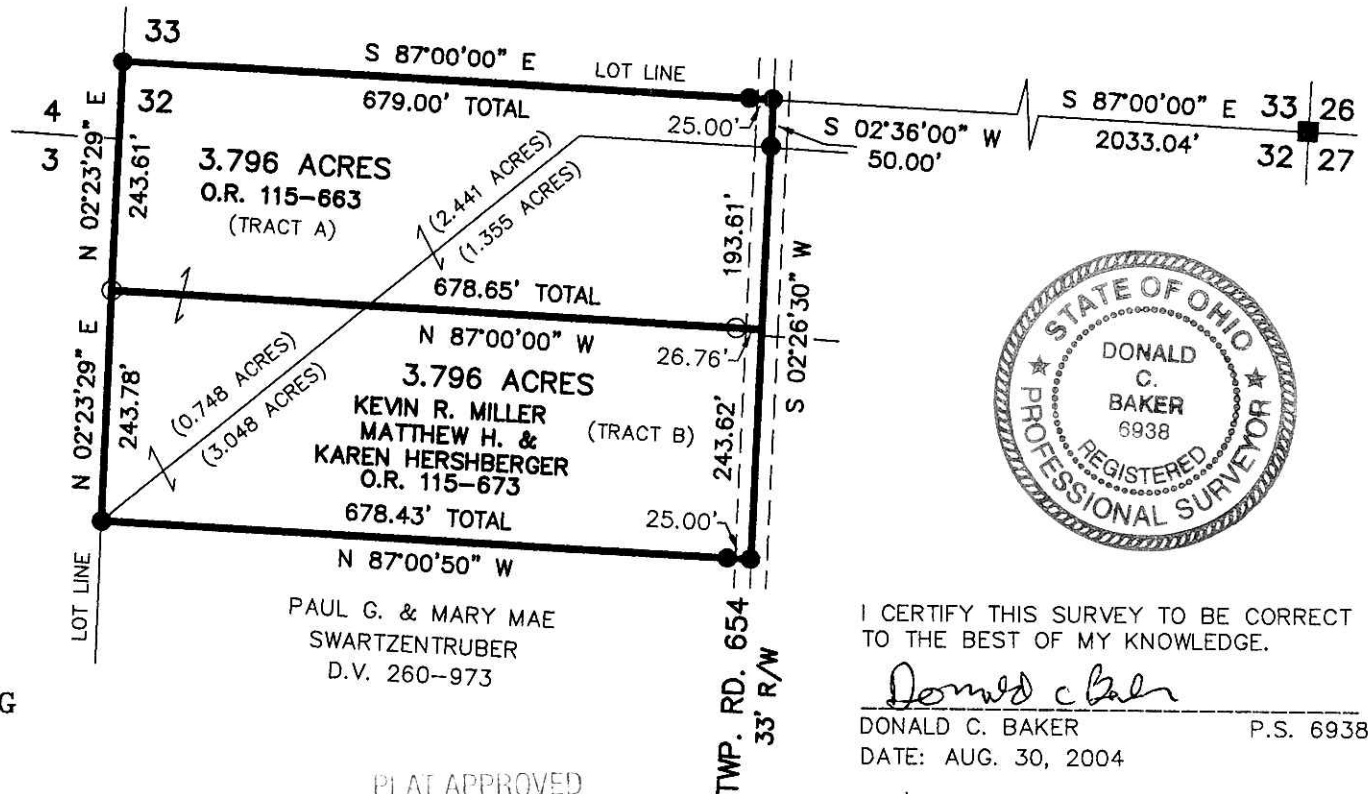 33
S 87°00'00" E
LOT LINE
679.00' TOTAL
25.00'
S 87°00'00" E
2033.04'
33 26
32 27
S 02°36'00" W
50.00'
4
3
32
N 02°23'29" E
243.61'
3.796 ACRES
O.R. 115-663
(TRACT A)
(2.441 ACRES)
(1.355 ACRES)
193.61'
S 02°26'30" W
678.65' TOTAL
N 87°00'00" W
26.76'
N 02°23'29" E
243.78'
(0.748 ACRES)
(3.048 ACRES)
3.796 ACRES
KEVIN R. MILLER
MATTHEW H. &
KAREN HERSHBERGER
O.R. 115-673
(TRACT B)
243.62'
678.43' TOTAL
25.00'
N 87°00'50" W
LOT LINE
PAUL G. & MARY MAE
SWARTZENTRUBER
D.V. 260-973
TWP. RD. 654
33' R/W
G
PLAT APPROVED
STATE OF OHIO
DONALD
C.
BAKER
6938
REGISTERED
PROFESSIONAL SURVEYOR
I CERTIFY THIS SURVEY TO BE CORRECT
TO THE BEST OF MY KNOWLEDGE.
Donald C Baker
DONALD C. BAKER P.S. 6938
DATE: AUG. 30, 2004